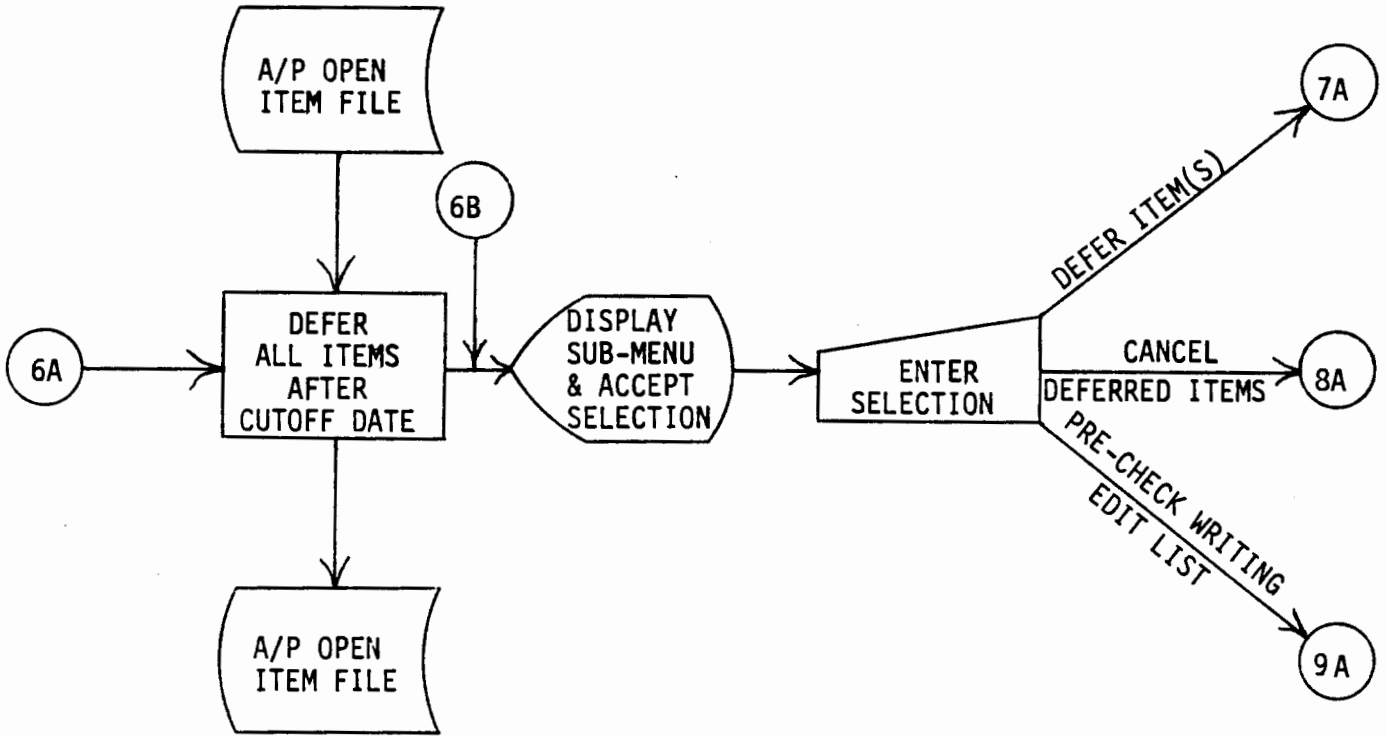 A/P OPEN
ITEM FILE
6B
7A
DEFER ITEM(S)
6A
DEFER
ALL ITEMS
AFTER
CUTOFF DATE
DISPLAY
SUB-MENU
& ACCEPT
SELECTION
ENTER
SELECTION
CANCEL
DEFERRED ITEMS
8A
PRE-CHECK WRITING
EDIT LIST
9A
A/P OPEN
ITEM FILE